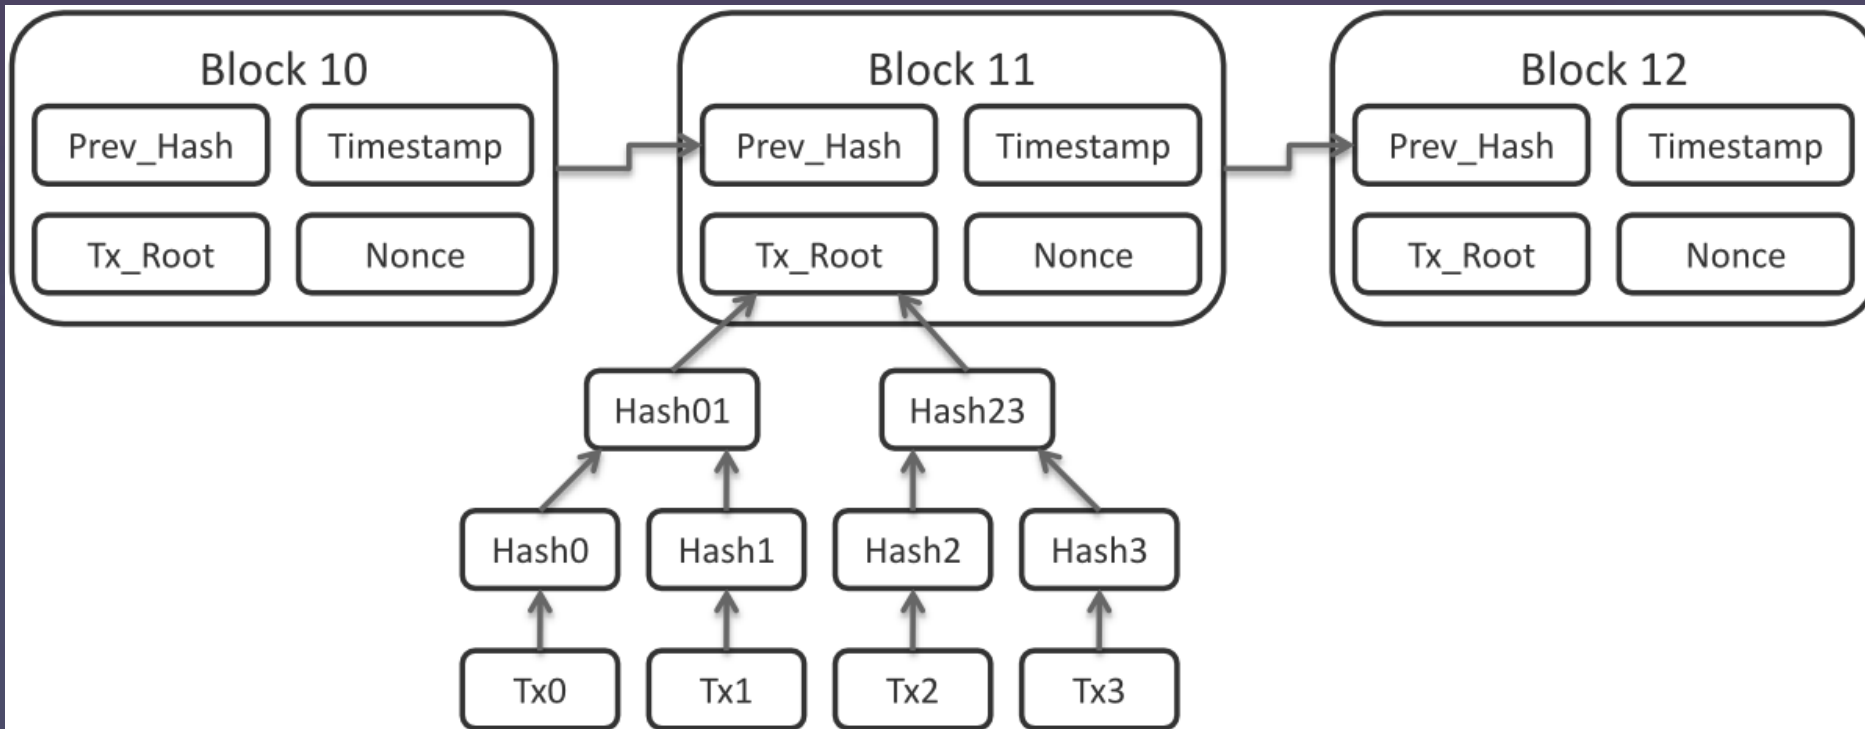 Block 10
Block 11
Block 12
Prev_Hash
Timestamp
Prev_Hash
Timestamp
Prev_Hash
Timestamp
Tx_Root
Nonce
Tx_Root
Nonce
Tx_Root
Nonce
Hash01
Hash23
Hash0
Hash1
Hash2
Hash3
Tx0
Tx1
Tx2
Tx3